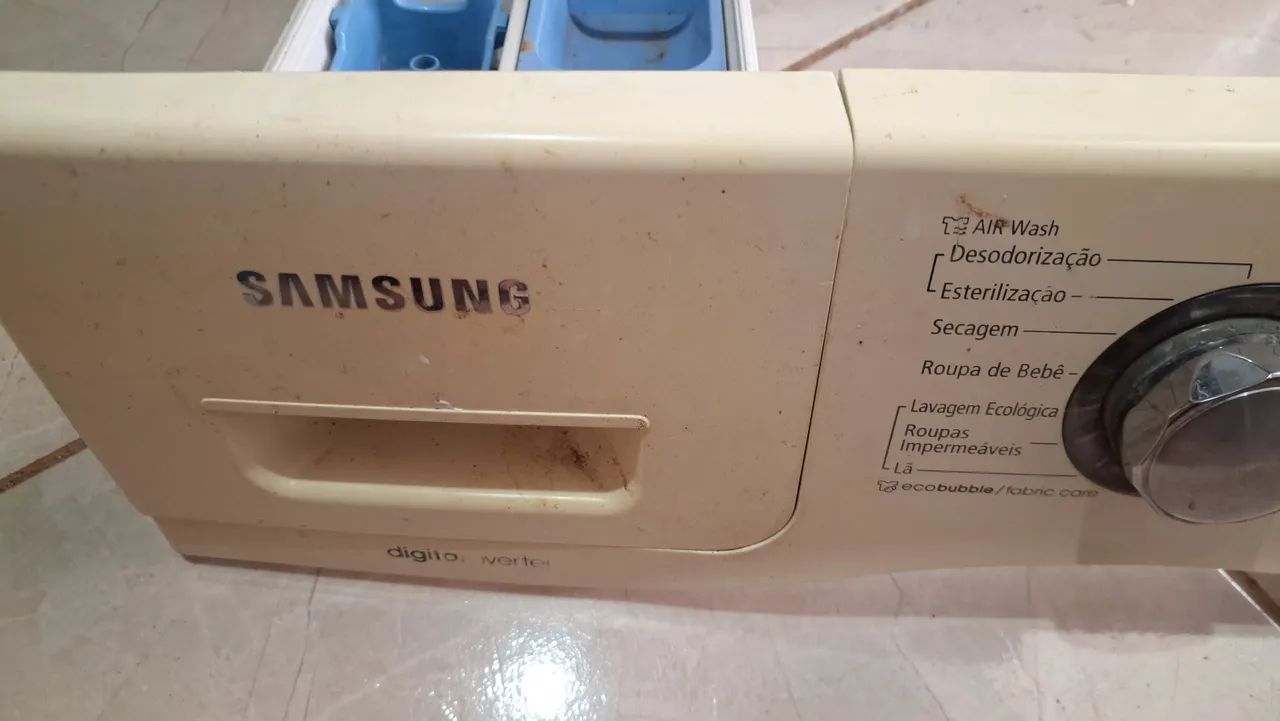 SAMSUNG
AIR Wash
Desodorização
Esterilização
Secagem
Roupa de Bebê
Lavagem Ecológica
Roupas
Impermeáveis
Lã
ecobubble/fabric care